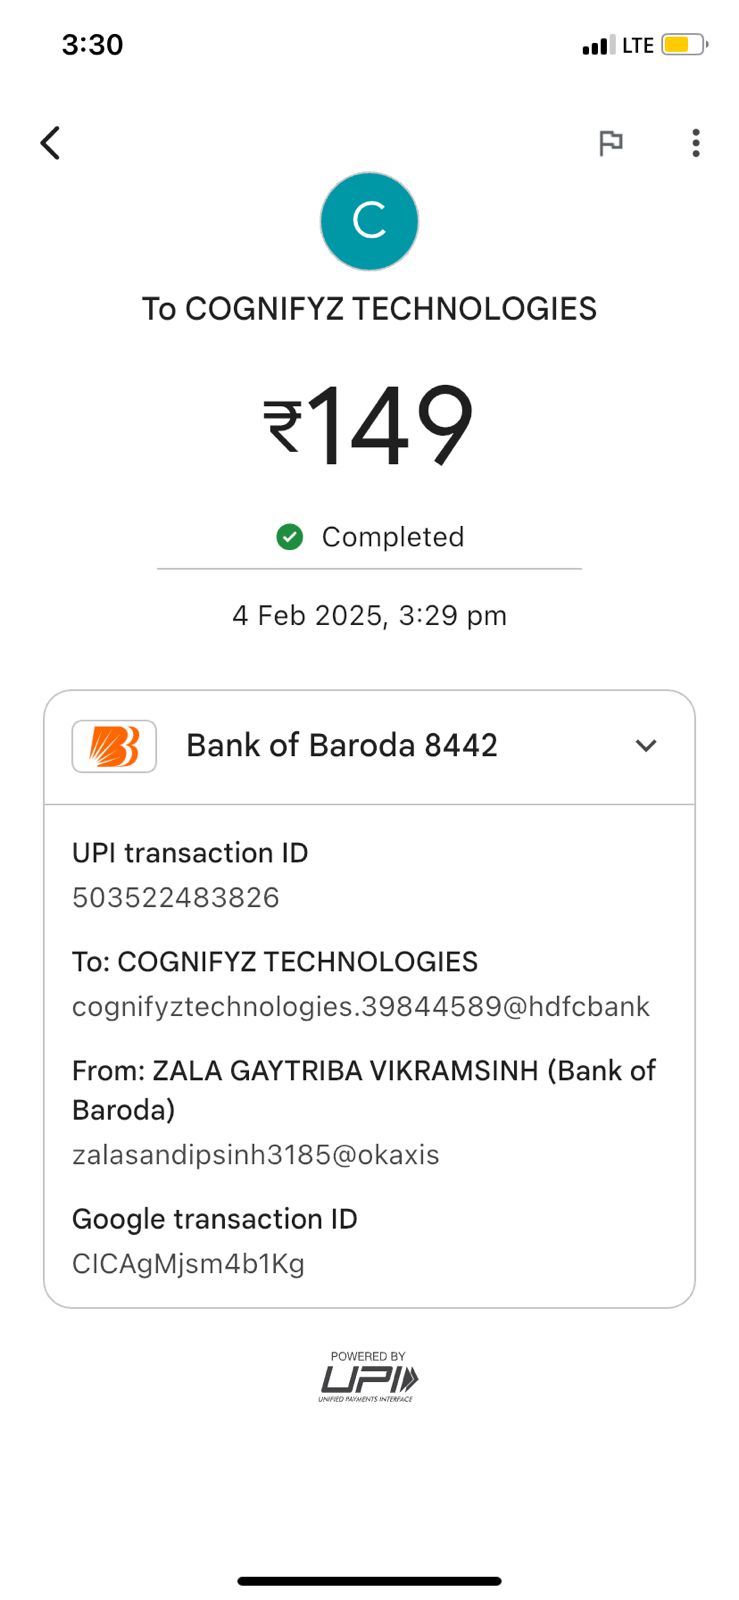 3:30
LTE
C
To COGNIFYZ TECHNOLOGIES
₹149
Completed
4 Feb 2025, 3:29 pm
Bank of Baroda 8442
UPI transaction ID
503522483826
To: COGNIFYZ TECHNOLOGIES
cognifyztechnologies.39844589@hdfcbank
From: ZALA GAYTRIBA VIKRAMSINH (Bank of
Baroda)
zalasandipsinh3185@okaxis
Google transaction ID
CICAgMjsm4b1Kg
POWERED BY
UPI
UNIFIED PAYMENTS INTERFACE